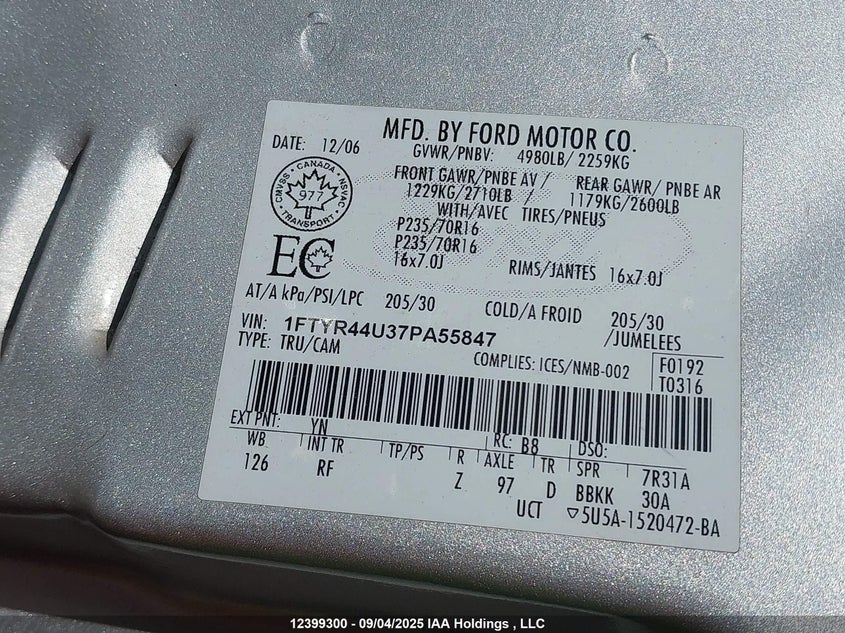 MFD. BY FORD MOTOR CO.
DATE: 12/06
GVWR/PNBV: 4980LB/ 2259KG
FRONT GAWR/PNBE AV / REAR GAWR/ PNBE AR
1229KG/2710LB / 1179KG/2600LB
WITH/AVEC TIRES/PNEUS
P235/70R16
P235/70R16
16x7.0J RIMS/JANTES 16x7.0J
CANADA
CMVSS NSVAC
977
TRANSPORT
EC
AT/A kPa/PSI/LPC 205/30 COLD/A FROID 205/30
VIN: 1FTYR44U37PA55847 /JUMELEES
TYPE: TRU/CAM COMPLIES: ICES/NMB-002 F0192
T0316
EXT PNT: YN RC: B8 DSO:
WB INT TR TP/PS R AXLE TR SPR 7R31A
126 RF Z 97 D BBKK 30A
UCT 5U5A-1520472-BA
12399300 - 09/04/2025 IAA Holdings , LLC